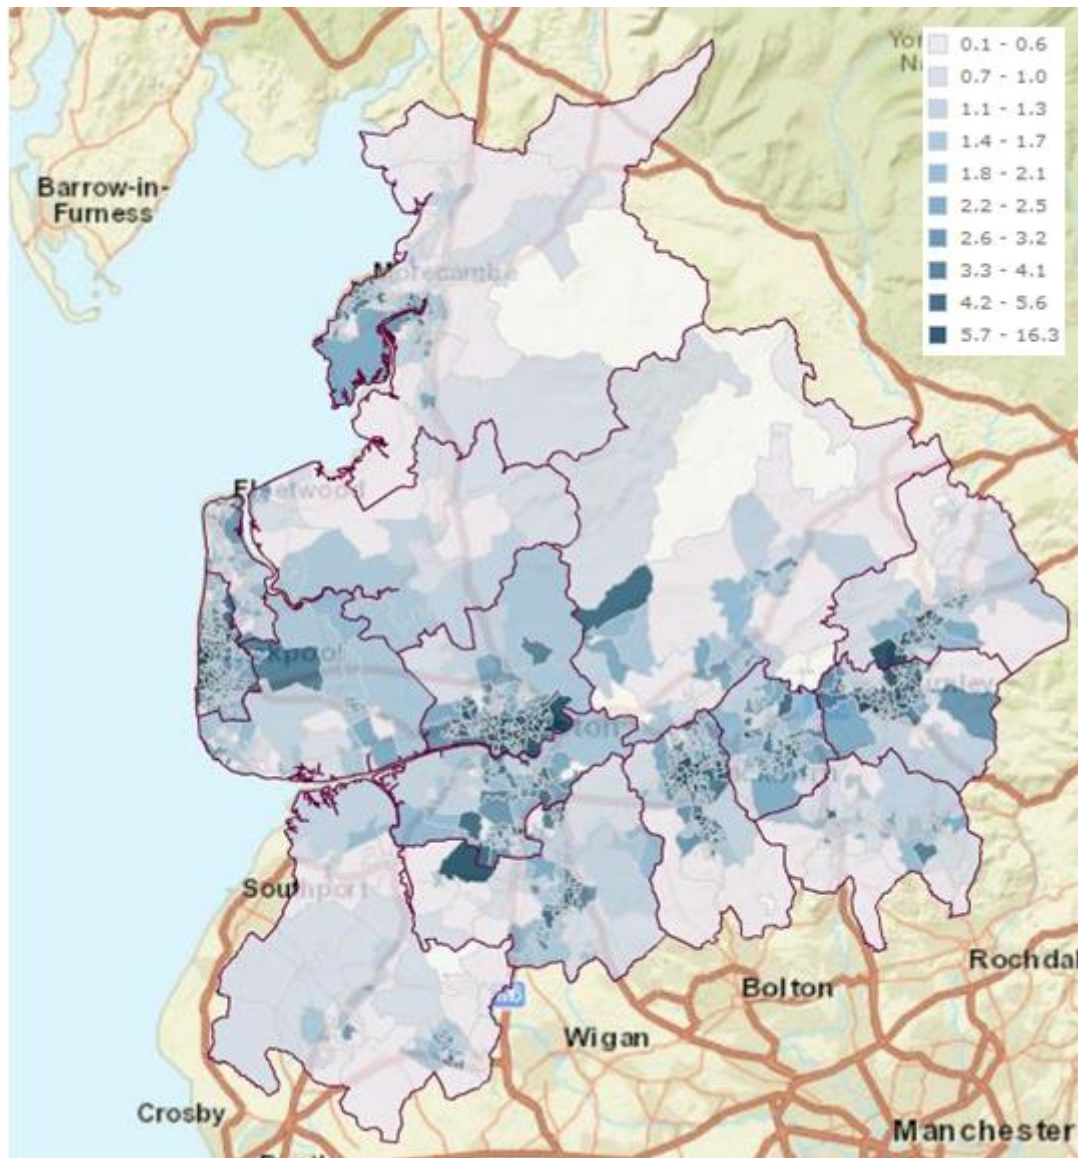 0.1 - 0.6
0.7 - 1.0
1.1 - 1.3
1.4 - 1.7
1.8 - 2.1
2.2 - 2.5
2.6 - 3.2
3.3 - 4.1
4.2 - 5.6
5.7 - 16.3
Barrow-in-
Furness
Morecambe
Fleetwood
Southport
Rochdal
Bolton
Wigan
Crosby
Manchester